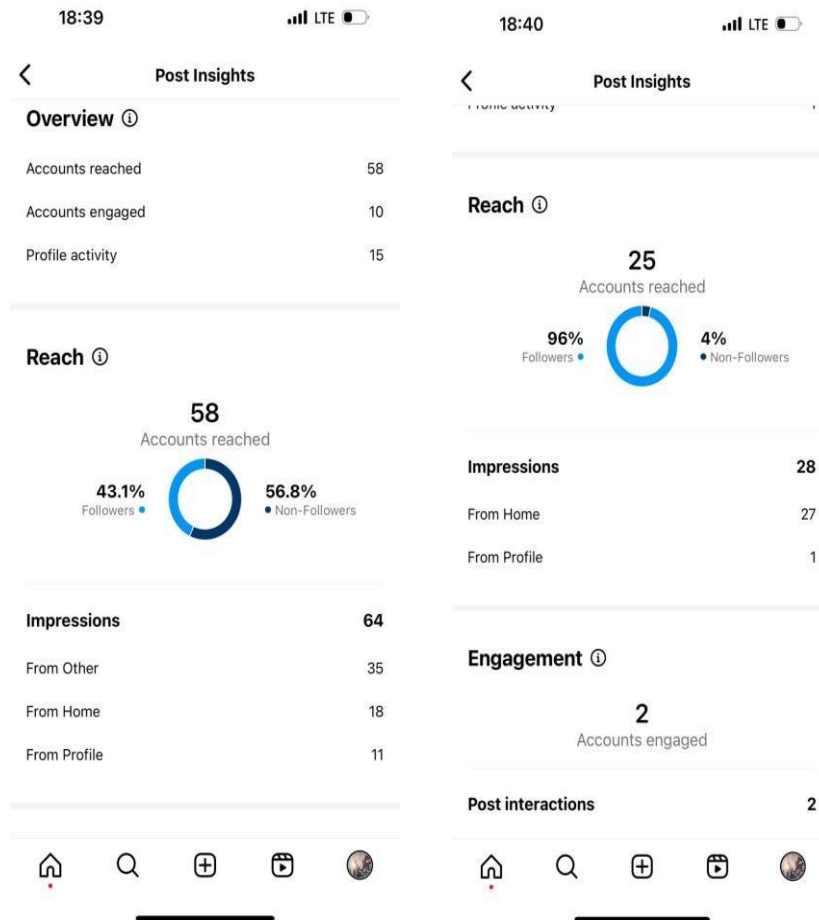 18:39
LTE
Post Insights
Overview
Accounts reached 58
Accounts engaged 10
Profile activity 15
Reach
58
Accounts reached
43.1% 56.8%
Followers Non-Followers
Impressions 64
From Other 35
From Home 18
From Profile 11
18:40
LTE
Post Insights
Profile activity 1
Reach
25
Accounts reached
96% 4%
Followers Non-Followers
Impressions 28
From Home 27
From Profile 1
Engagement
2
Accounts engaged
Post interactions 2